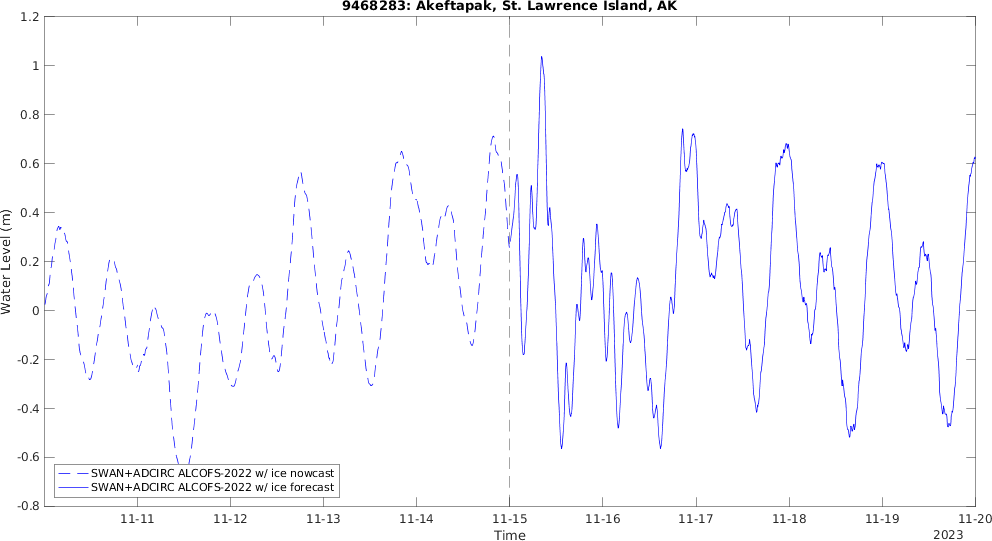 9468283: Akeftapak, St. Lawrence Island, AK
1.2
1
0.8
0.6
0.4
0.2
0
-0.2
-0.4
-0.6
-0.8
Water Level (m)
SWAN+ADCIRC ALCOFS-2022 w/ ice nowcast
SWAN+ADCIRC ALCOFS-2022 w/ ice forecast
11-11 11-12 11-13 11-14 11-15 11-16 11-17 11-18 11-19 11-20
Time
2023